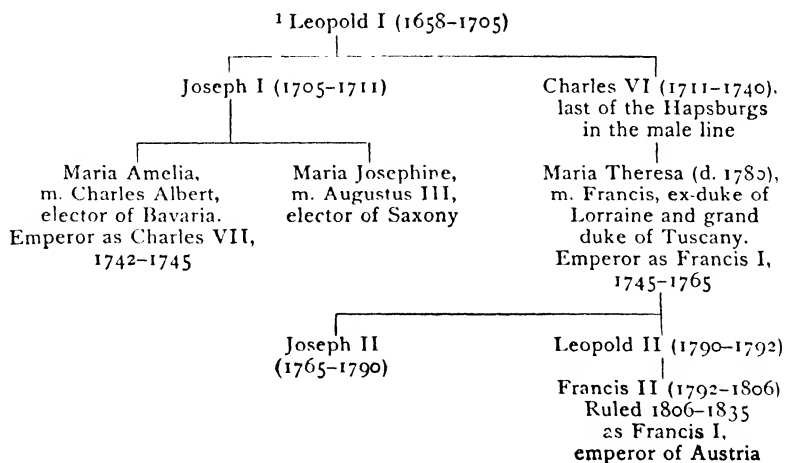 ¹ Leopold I (1658–1705)
Joseph I (1705–1711)
Charles VI (1711–1740),
last of the Hapsburgs
in the male line
Maria Amelia,
m. Charles Albert,
elector of Bavaria.
Emperor as Charles VII,
1742–1745
Maria Josephine,
m. Augustus III,
elector of Saxony
Maria Theresa (d. 1780),
m. Francis, ex-duke of
Lorraine and grand
duke of Tuscany.
Emperor as Francis I,
1745–1765
Joseph II
(1765–1790)
Leopold II (1790–1792)
Francis II (1792–1806)
Ruled 1806–1835
as Francis I,
emperor of Austria